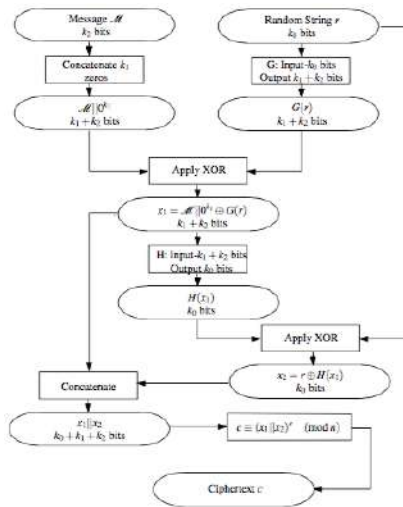 Message ℳ
k₂ bits
Random String r
k₀ bits
Concatenate k₁
zeros
G: Input-k₀ bits
Output k₁ + k₂ bits
ℳ||0^k₁
k₁ + k₂ bits
G(r)
k₁ + k₂ bits
Apply XOR
x₁ = ℳ||0^k₁ ⊕ G(r)
k₁ + k₂ bits
H: Input-k₁ + k₂ bits
Output k₀ bits
H(x₁)
k₀ bits
Apply XOR
x₂ = r ⊕ H(x₁)
k₀ bits
Concatenate
x₁||x₂
k₀ + k₁ + k₂ bits
c ≡ (x₁||x₂)^e (mod n)
Ciphertext c